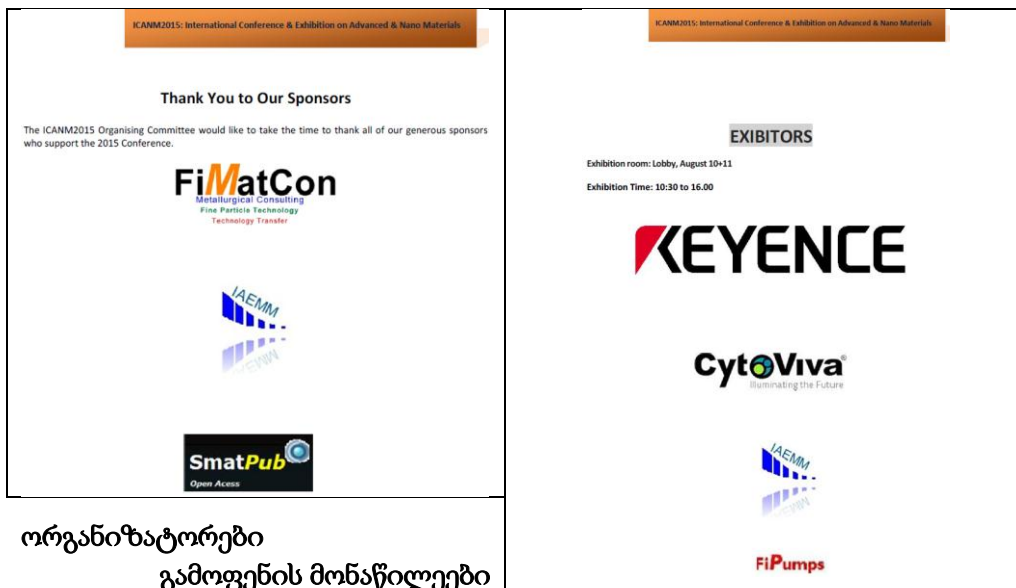 ICANM2015: International Conference & Exhibition on Advanced & Nano Materials
Thank You to Our Sponsors
The ICANM2015 Organising Committee would like to take the time to thank all of our generous sponsors
who support the 2015 Conference.
FiMatCon
Metallurgical Consulting
Fine Particle Technology
Technology Transfer
IAEMM
SmatPub
Open Acess
ორგანიზატორები
გამოფენის მონაწილეები
ICANM2015: International Conference & Exhibition on Advanced & Nano Materials
EXIBITORS
Exhibition room: Lobby, August 10+11
Exhibition Time: 10:30 to 16.00
KEYENCE
CytoViva®
Illuminating the Future
IAEMM
FiPumps